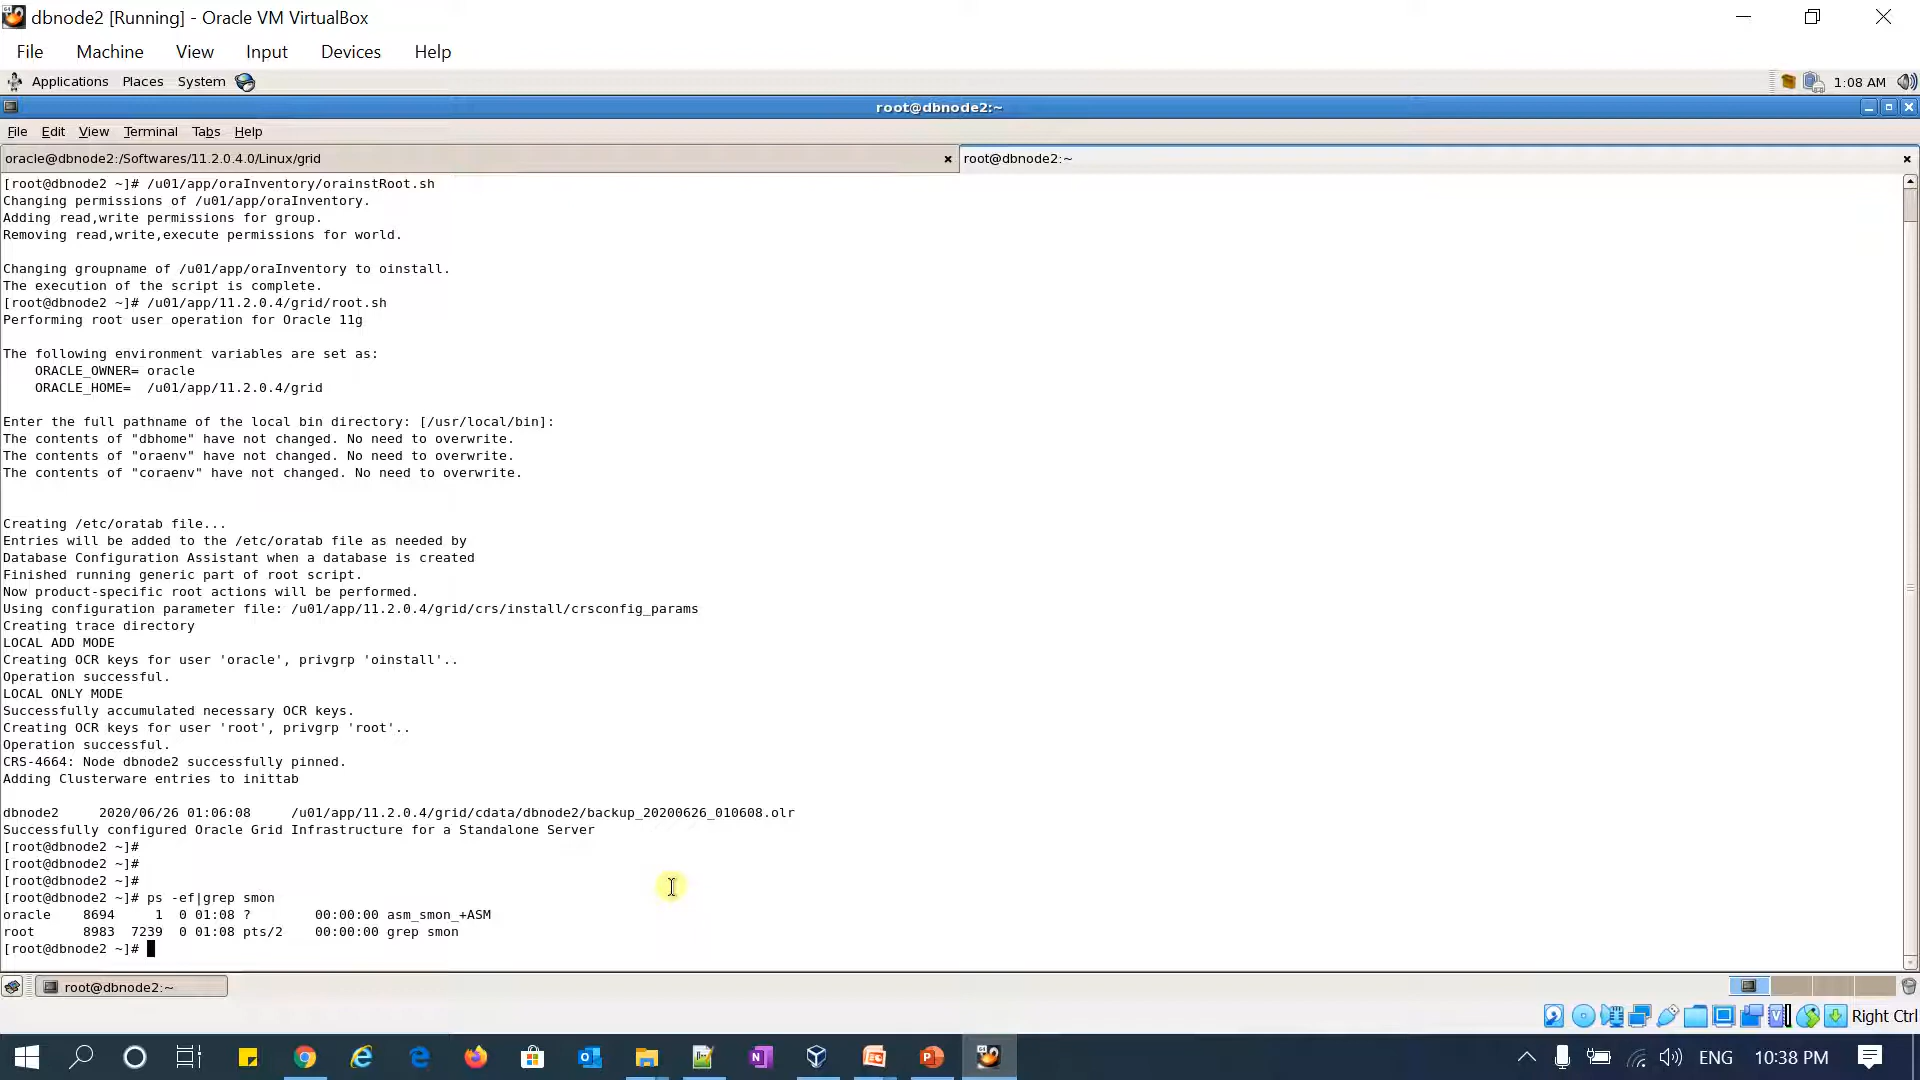 dbnode2 [Running] - Oracle VM VirtualBox
File Machine View Input Devices Help
Applications Places System 1:08 AM
root@dbnode2:~
File Edit View Terminal Tabs Help
oracle@dbnode2:/Softwares/11.2.0.4.0/Linux/grid root@dbnode2:~
[root@dbnode2 ~]# /u01/app/oraInventory/orainstRoot.sh
Changing permissions of /u01/app/oraInventory.
Adding read,write permissions for group.
Removing read,write,execute permissions for world.
Changing groupname of /u01/app/oraInventory to oinstall.
The execution of the script is complete.
[root@dbnode2 ~]# /u01/app/11.2.0.4/grid/root.sh
Performing root user operation for Oracle 11g
The following environment variables are set as:
ORACLE_OWNER= oracle
ORACLE_HOME= /u01/app/11.2.0.4/grid
Enter the full pathname of the local bin directory: [/usr/local/bin]:
The contents of "dbhome" have not changed. No need to overwrite.
The contents of "oraenv" have not changed. No need to overwrite.
The contents of "coraenv" have not changed. No need to overwrite.
Creating /etc/oratab file...
Entries will be added to the /etc/oratab file as needed by
Database Configuration Assistant when a database is created
Finished running generic part of root script.
Now product-specific root actions will be performed.
Using configuration parameter file: /u01/app/11.2.0.4/grid/crs/install/crsconfig_params
Creating trace directory
LOCAL ADD MODE
Creating OCR keys for user 'oracle', privgrp 'oinstall'..
Operation successful.
LOCAL ONLY MODE
Successfully accumulated necessary OCR keys.
Creating OCR keys for user 'root', privgrp 'root'..
Operation successful.
CRS-4664: Node dbnode2 successfully pinned.
Adding Clusterware entries to inittab
dbnode2 2020/06/26 01:06:08 /u01/app/11.2.0.4/grid/cdata/dbnode2/backup_20200626_010608.olr
Successfully configured Oracle Grid Infrastructure for a Standalone Server
[root@dbnode2 ~]#
[root@dbnode2 ~]#
[root@dbnode2 ~]#
[root@dbnode2 ~]# ps -ef|grep smon
oracle 8694 1 0 01:08 ? 00:00:00 asm_smon_+ASM
root 8983 7239 0 01:08 pts/2 00:00:00 grep smon
[root@dbnode2 ~]#
root@dbnode2:~
Right Ctrl
ENG 10:38 PM